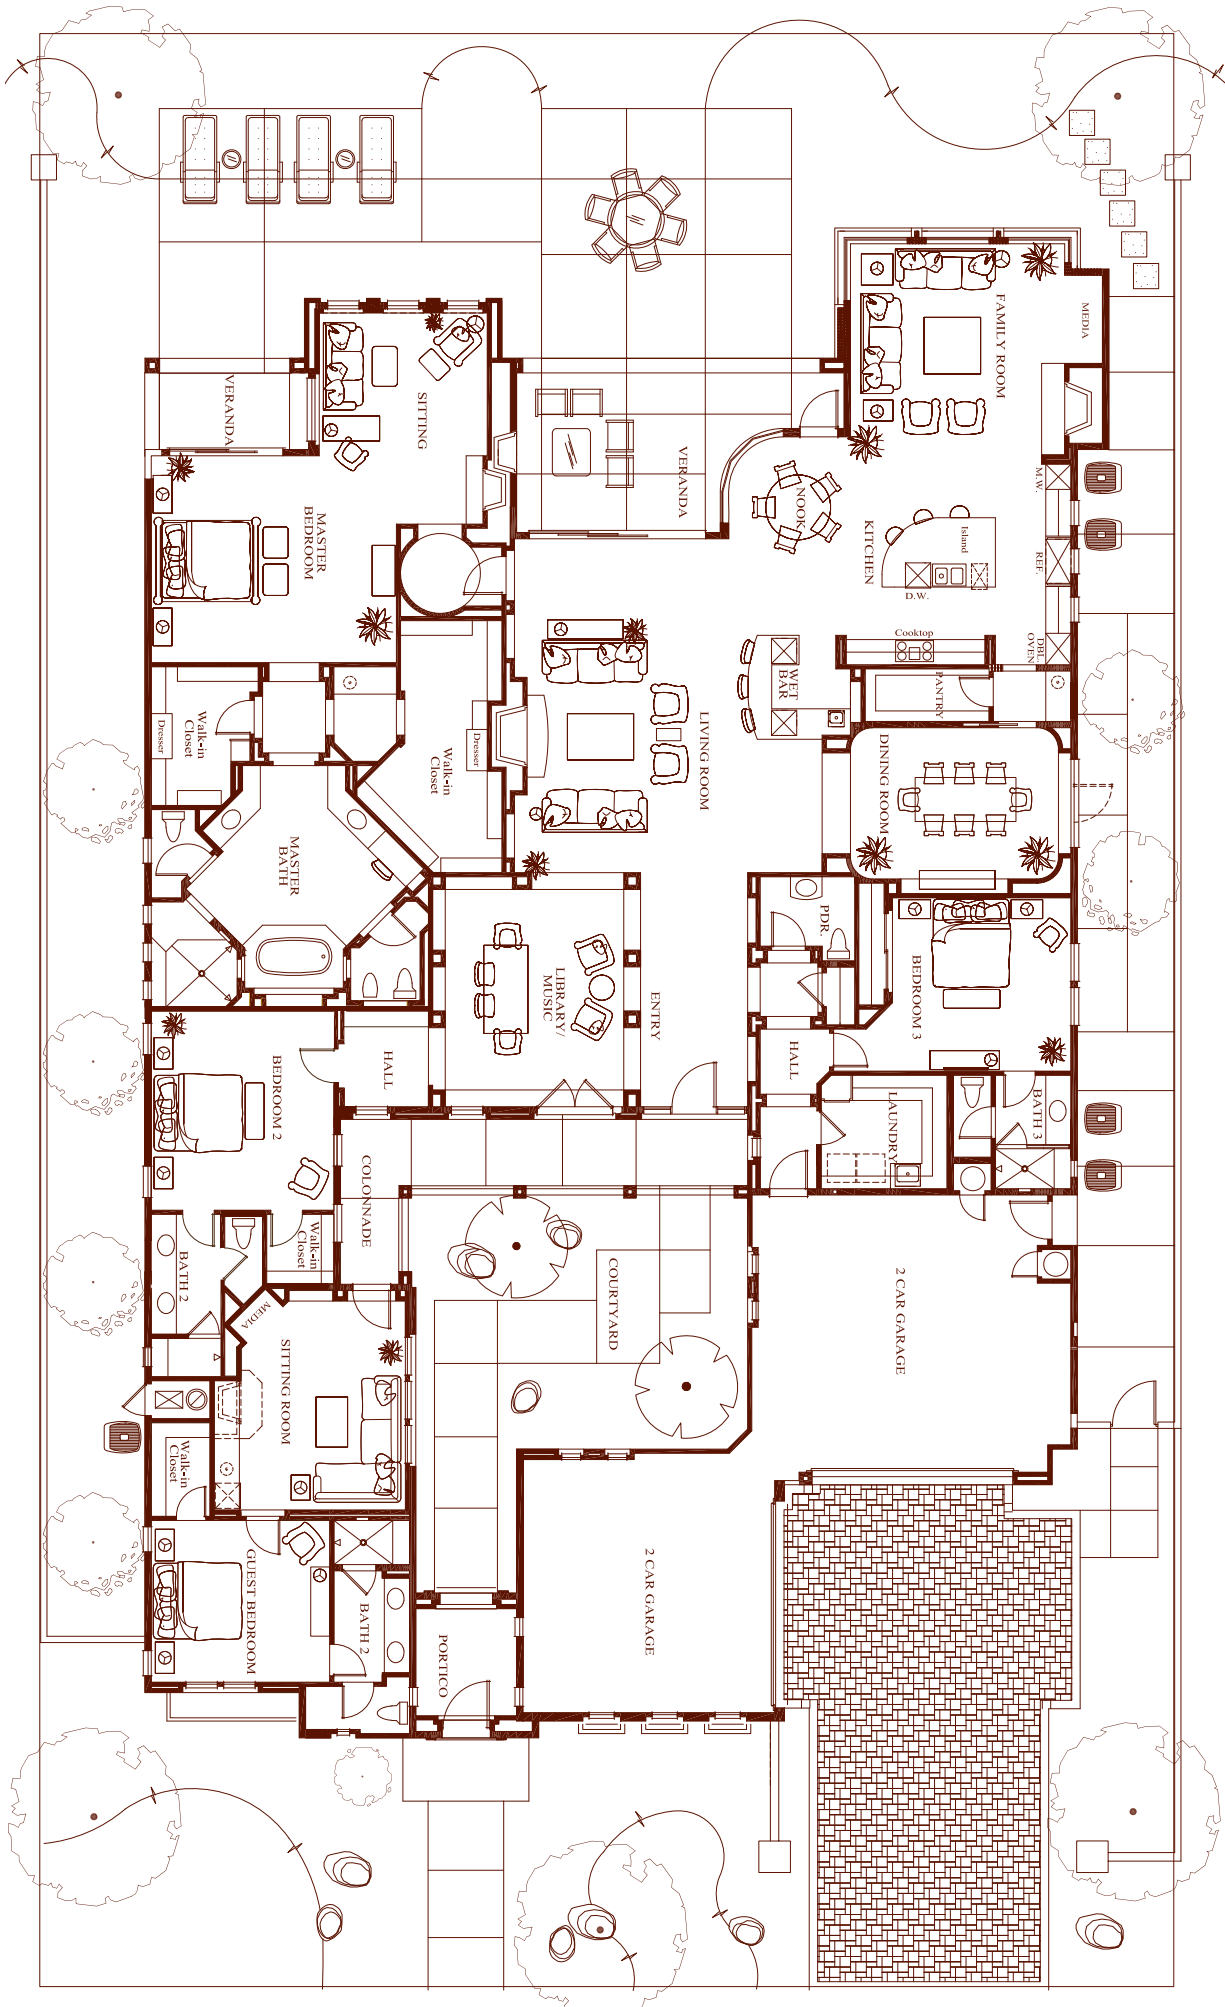 FAMILY ROOM
MEDIA
VERANDA
SITTING
VERANDA
M.W.
NOOK
KITCHEN
Island
REF.
D.W.
MASTER
BEDROOM
Cooktop
DBL.
OVEN
PANTRY
WET
BAR
Walk-in
Closet
Dresser
LIVING ROOM
Dresser
Walk-in
Closet
DINING ROOM
MASTER
BATH
PDR.
LIBRARY/
MUSIC
ENTRY
BEDROOM 3
HALL
HALL
BEDROOM 2
LAUNDRY
BATH 3
COLONNADE
Walk-in
Closet
BATH 2
COURTYARD
2 CAR GARAGE
MEDIA
SITTING ROOM
Walk-in
Closet
GUEST BEDROOM
BATH 2
PORTICO
2 CAR GARAGE